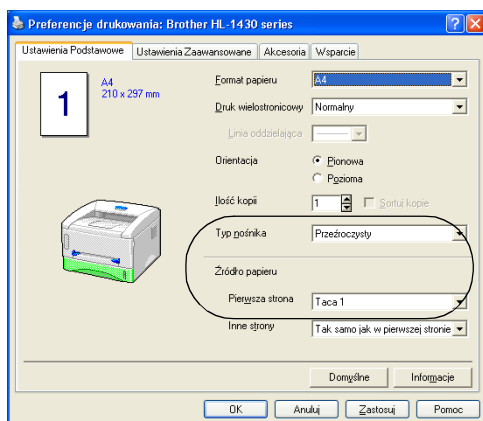 Preferencje drukowania: Brother HL-1430 series
Ustawienia Podstawowe Ustawienia Zaawansowane Akcesoria Wsparcie
1
A4
210 x 297 mm
Format papieru A4
Druk wielostronicowy Normalny
Linia oddzielająca
Orientacja Pionowa
Pozioma
Ilość kopii 1 Sortuj kopie
Typ nośnika Przeźroczysty
Źródło papieru
Pierwsza strona Taca 1
Inne strony Tak samo jak w pierwszej stronie
Domyślne Informacje
OK Anuluj Zastosuj Pomoc